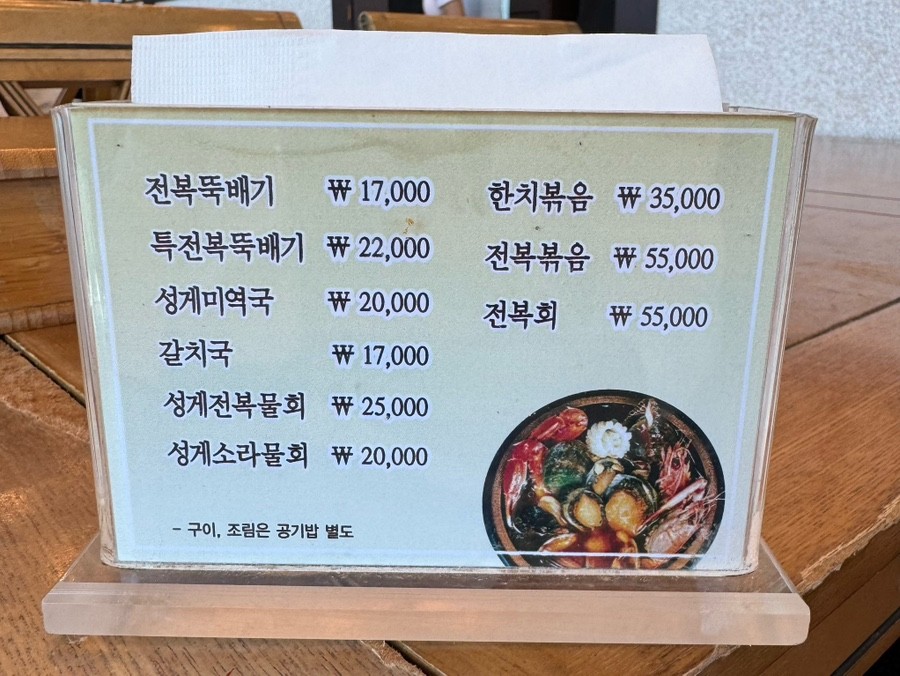 전복뚝배기 ₩ 17,000
특전복뚝배기 ₩ 22,000
성게미역국 ₩ 20,000
갈치국 ₩ 17,000
성게전복물회 ₩ 25,000
성게소라물회 ₩ 20,000
- 구이, 조림은 공기밥 별도
한치볶음 ₩ 35,000
전복볶음 ₩ 55,000
전복회 ₩ 55,000